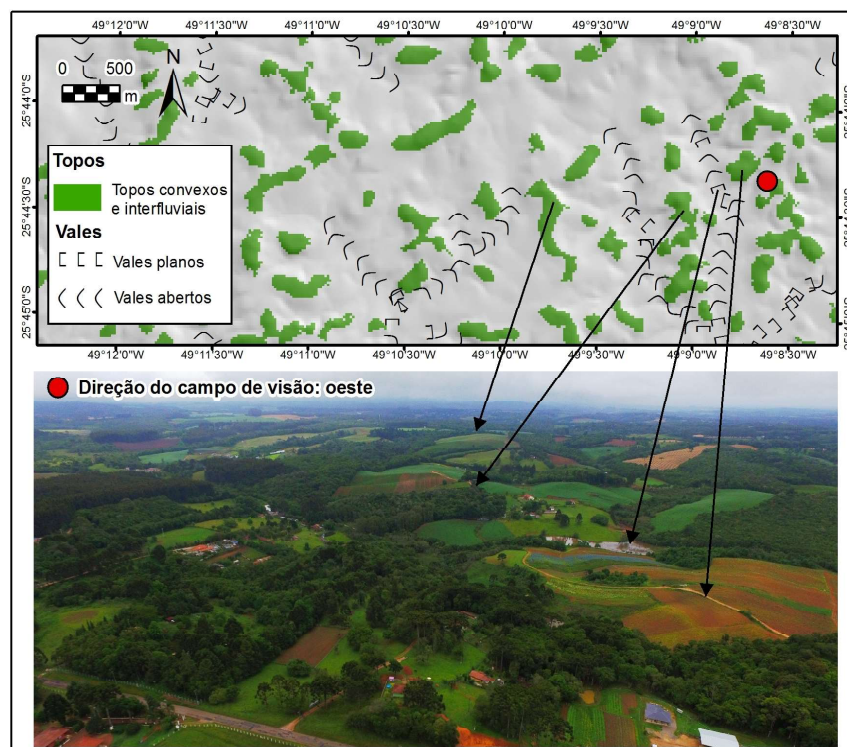 49°12'0"W 49°11'30"W 49°11'0"W 49°10'30"W 49°10'0"W 49°9'30"W 49°9'0"W 49°8'30"W
0 500
m
N
25°44'0"S
25°44'30"S
25°45'0"S
Topos
Topos convexos
e interfluviais
Vales
Vales planos
Vales abertos
49°12'0"W 49°11'30"W 49°11'0"W 49°10'30"W 49°10'0"W 49°9'30"W 49°9'0"W 49°8'30"W
Direção do campo de visão: oeste